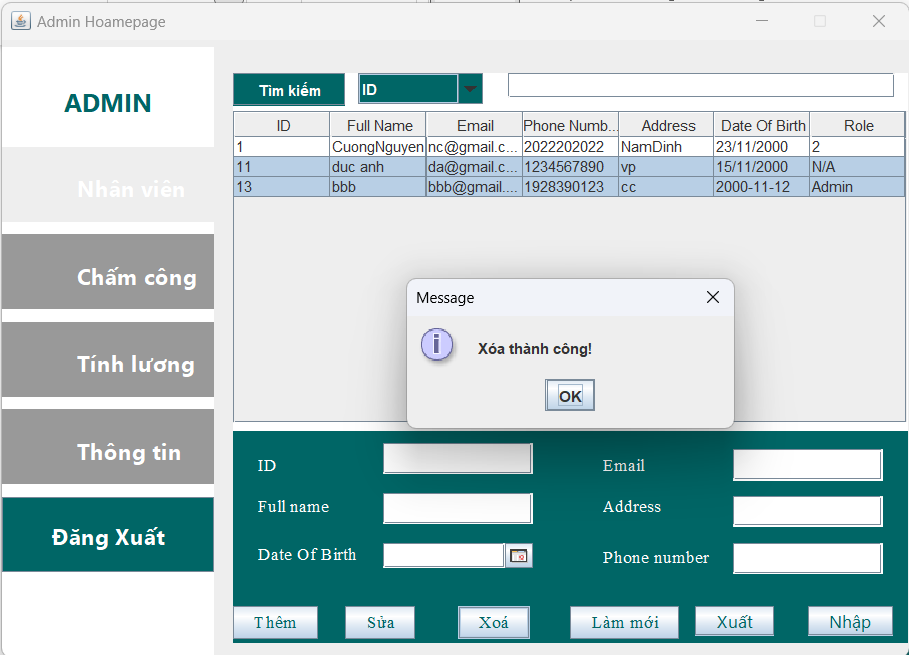 Admin Hoamepage
ADMIN
Nhân viên
Chấm công
Tính lương
Thông tin
Đăng Xuất
Tìm kiếm ID
ID Full Name Email Phone Numb... Address Date Of Birth Role
1 CuongNguyen nc@gmail.c... 2022202022 NamDinh 23/11/2000 2
11 duc anh da@gmail.c... 1234567890 vp 15/11/2000 N/A
13 bbb bbb@gmail.... 1928390123 cc 2000-11-12 Admin
Message
Xóa thành công!
OK
ID Email
Full name Address
Date Of Birth Phone number
Thêm Sửa Xoá Làm mới Xuất Nhập